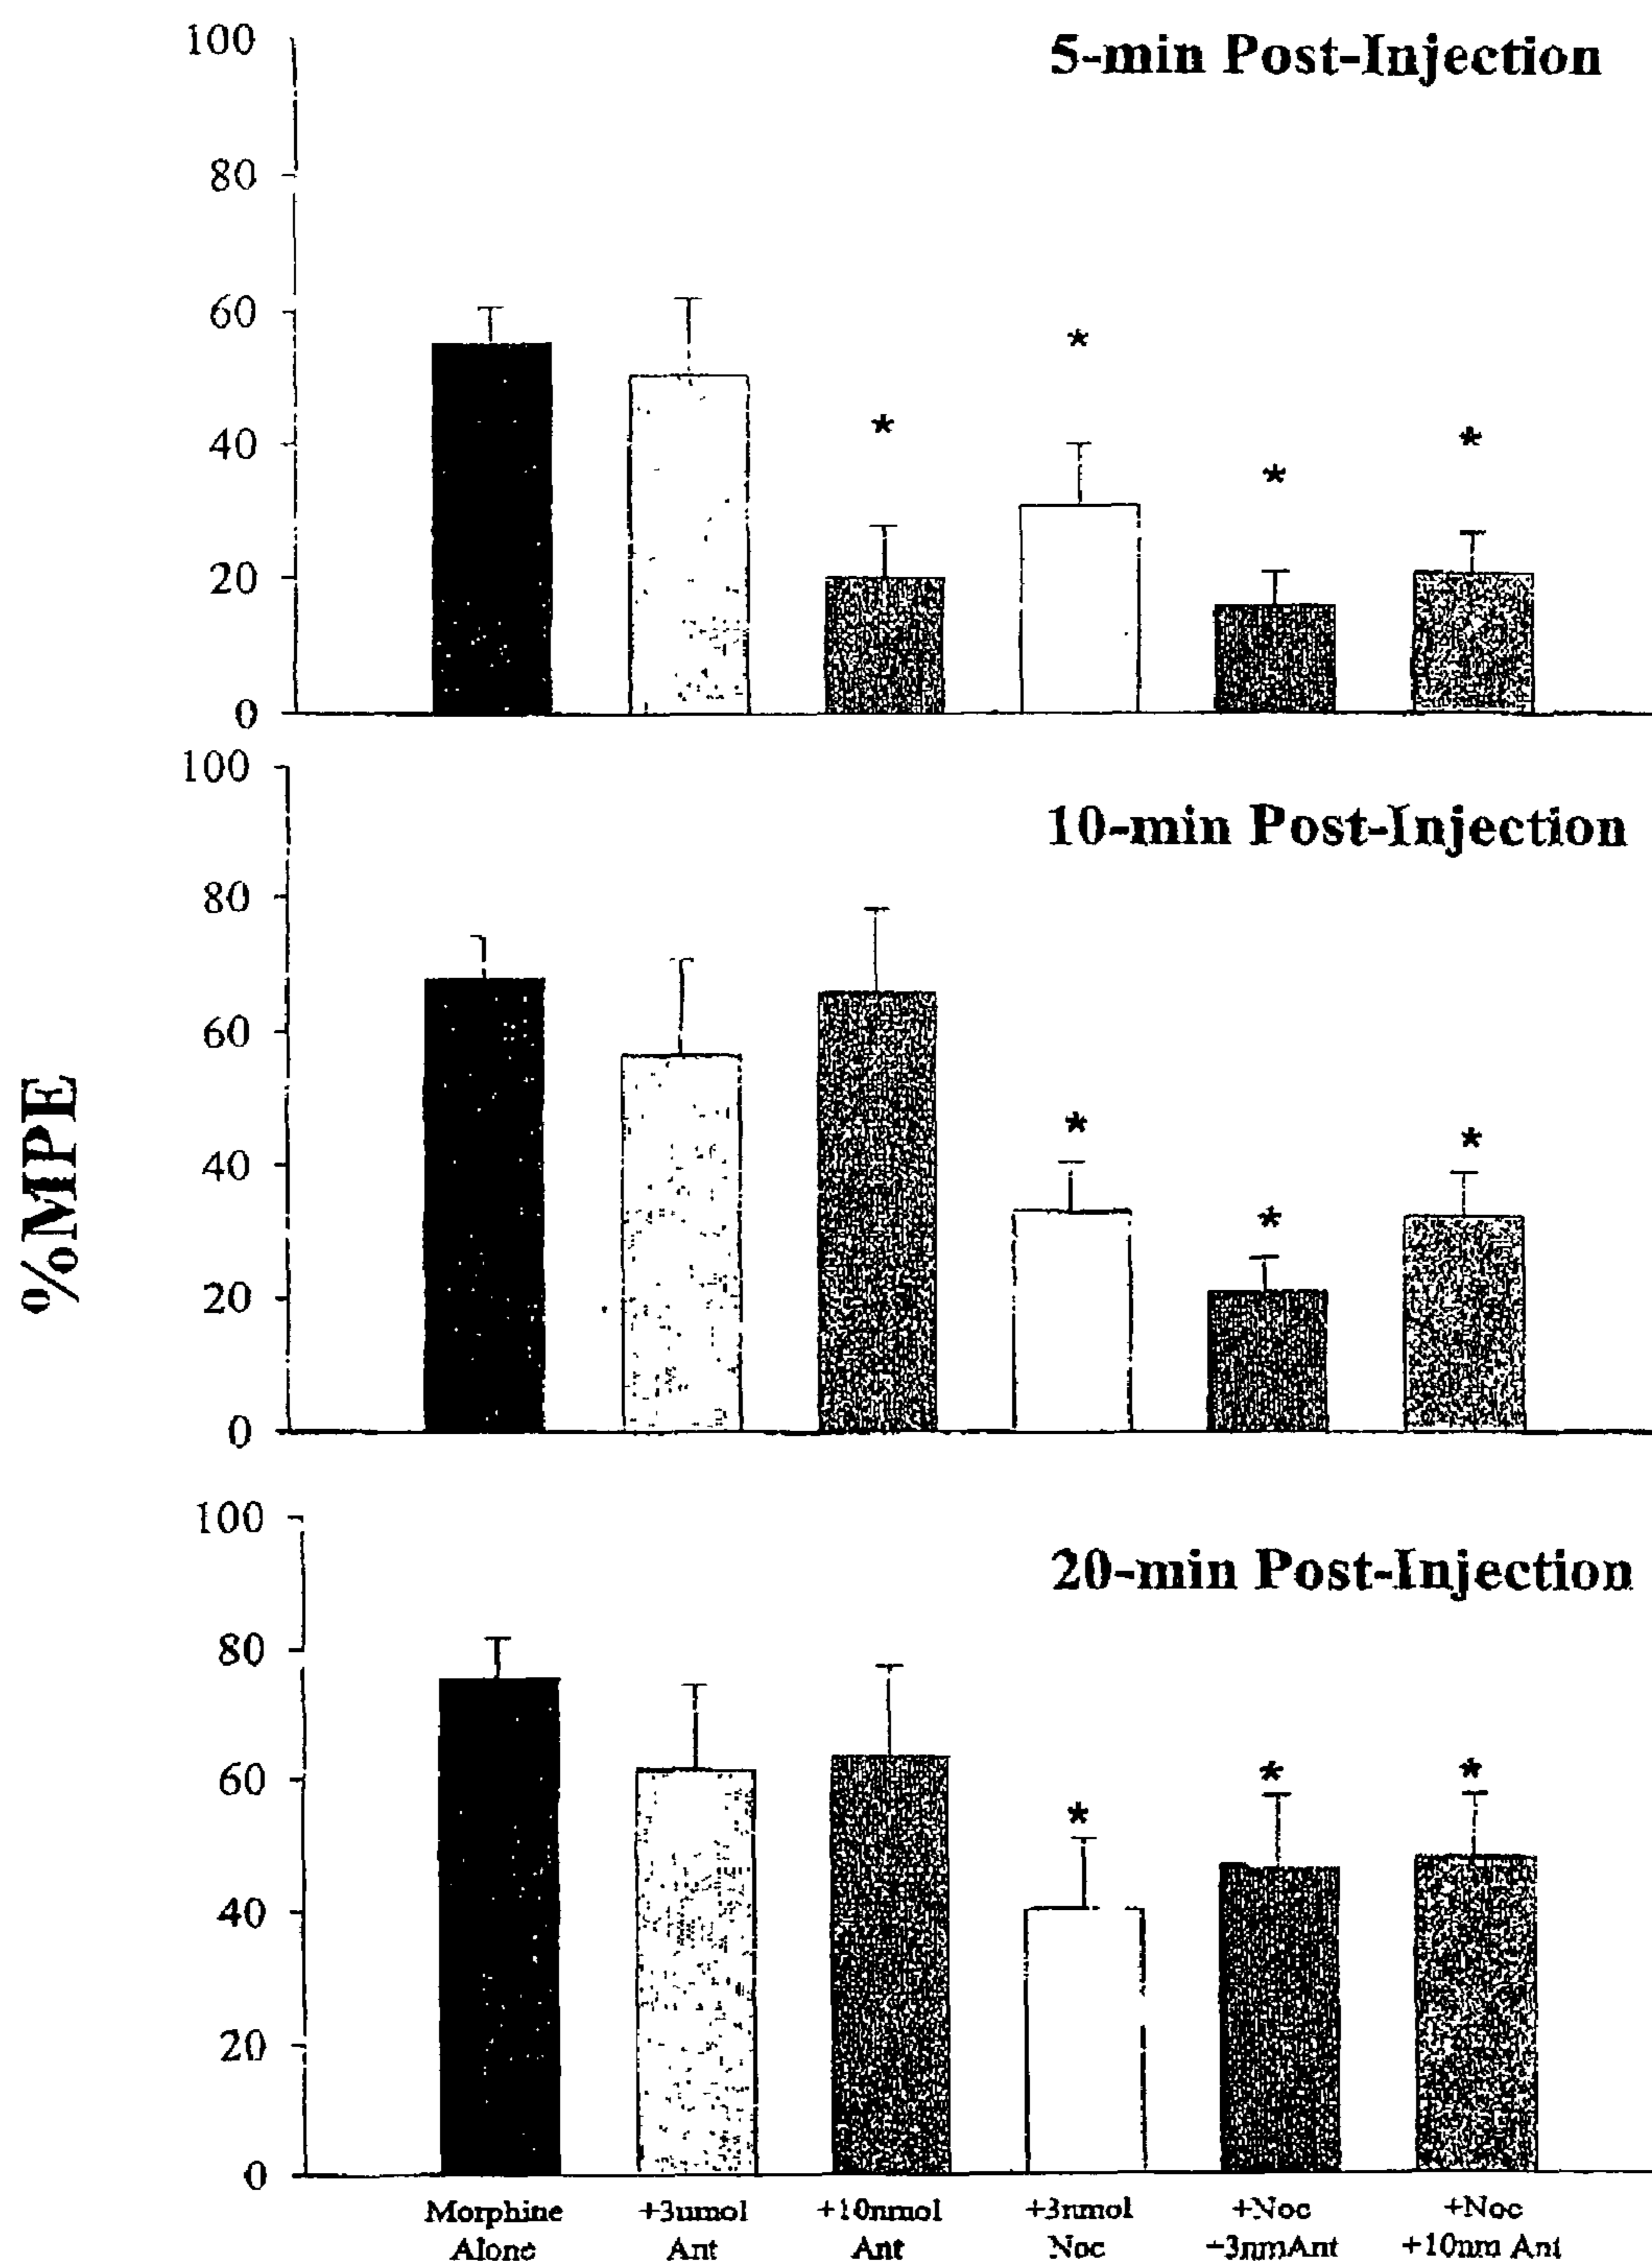 5-min Post-Injection
100
80
60
*
*
*
*
40
20
0
10-min Post-Injection
100
80
60
*
*
*
40
20
0
%MPE
20-min Post-Injection
100
80
60
*
*
*
40
20
0
Morphine
Alone
+3nmol
Ant
+10nmol
Ant
+3nmol
Noc
+Noc
+3nmAnt
+Noc
+10nm Ant